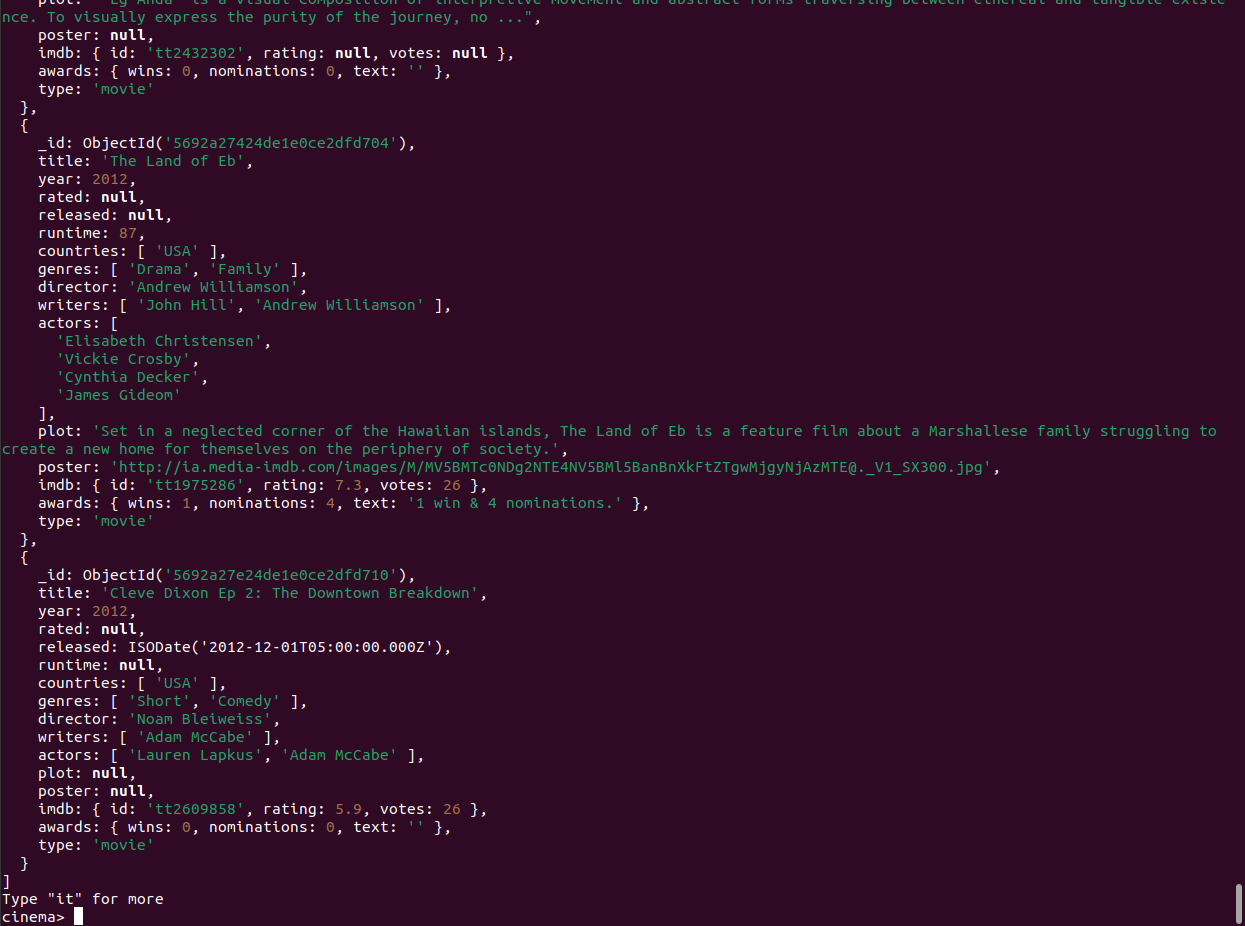 plot: '"Eg Anda" is a visual composition of interpretive movement and abstract forms traversing between ethereal and tangible existe
nce. To visually express the purity of the journey, no ...",
    poster: null,
    imdb: { id: 'tt2432302', rating: null, votes: null },
    awards: { wins: 0, nominations: 0, text: '' },
    type: 'movie'
  },
  {
    _id: ObjectId('5692a27424de1e0ce2dfd704'),
    title: 'The Land of Eb',
    year: 2012,
    rated: null,
    released: null,
    runtime: 87,
    countries: [ 'USA' ],
    genres: [ 'Drama', 'Family' ],
    director: 'Andrew Williamson',
    writers: [ 'John Hill', 'Andrew Williamson' ],
    actors: [
      'Elisabeth Christensen',
      'Vickie Crosby',
      'Cynthia Decker',
      'James Gideom'
    ],
    plot: 'Set in a neglected corner of the Hawaiian islands, The Land of Eb is a feature film about a Marshallese family struggling to
create a new home for themselves on the periphery of society.',
    poster: 'http://ia.media-imdb.com/images/M/MV5BMTc0NDg2NTE4NV5BMl5BanBnXkFtZTgwMjgyNjAzMTE@._V1_SX300.jpg',
    imdb: { id: 'tt1975286', rating: 7.3, votes: 26 },
    awards: { wins: 1, nominations: 4, text: '1 win & 4 nominations.' },
    type: 'movie'
  },
  {
    _id: ObjectId('5692a27e24de1e0ce2dfd710'),
    title: 'Cleve Dixon Ep 2: The Downtown Breakdown',
    year: 2012,
    rated: null,
    released: ISODate('2012-12-01T05:00:00.000Z'),
    runtime: null,
    countries: [ 'USA' ],
    genres: [ 'Short', 'Comedy' ],
    director: 'Noam Bleiweiss',
    writers: [ 'Adam McCabe' ],
    actors: [ 'Lauren Lapkus', 'Adam McCabe' ],
    plot: null,
    poster: null,
    imdb: { id: 'tt2609858', rating: 5.9, votes: 26 },
    awards: { wins: 0, nominations: 0, text: '' },
    type: 'movie'
  }
]
Type "it" for more
cinema>